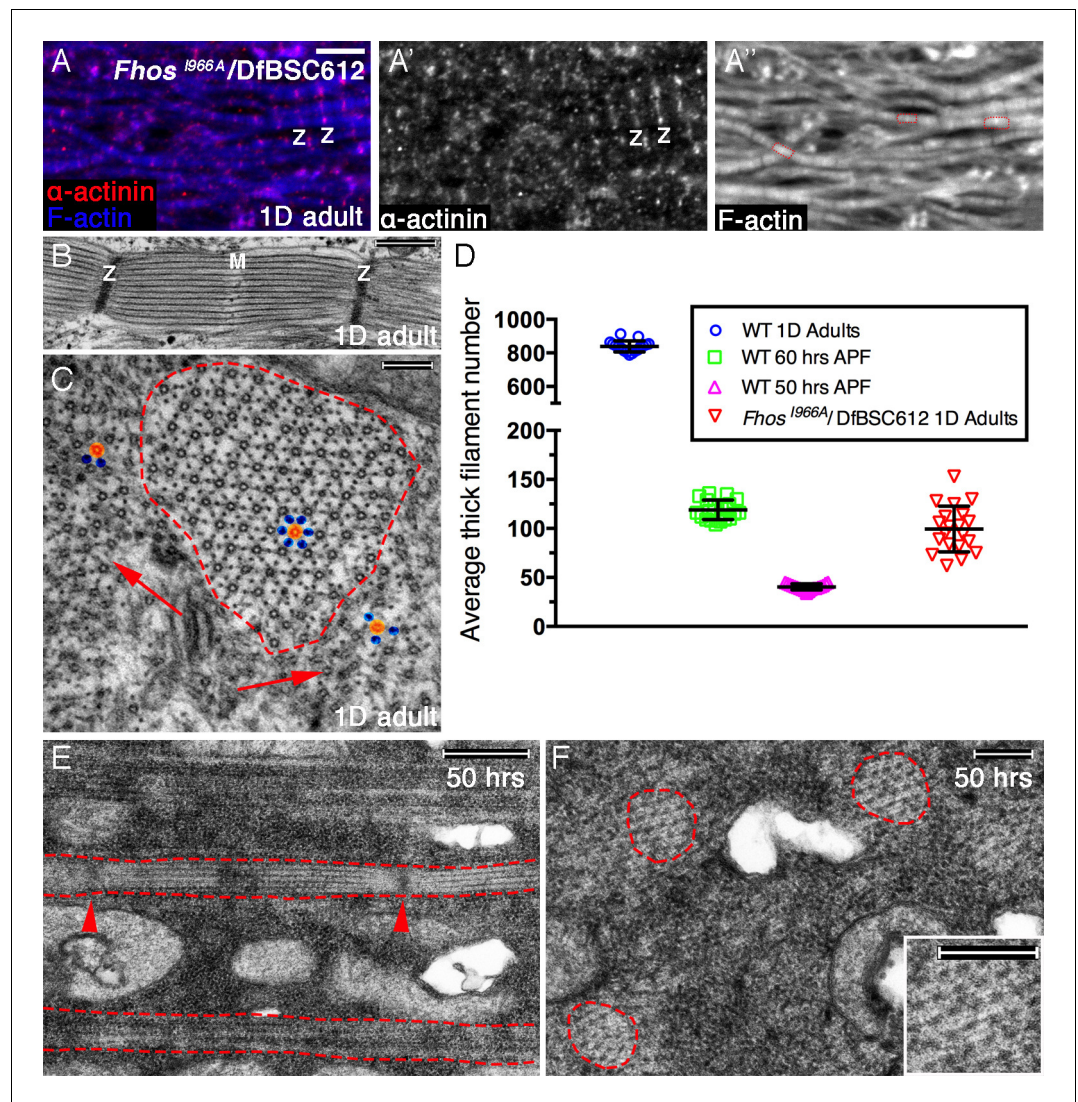 A
Fhos I966A/DfBSC612
Z Z
α-actinin
F-actin
1D adult
A'
Z Z
α-actinin
A''
F-actin
B
Z
M
Z
1D adult
C
1D adult
D
Average thick filament number
1000
800
600
200
150
100
50
0
WT 1D Adults
WT 60 hrs APF
WT 50 hrs APF
Fhos I966A/ DfBSC612 1D Adults
E
50 hrs
F
50 hrs